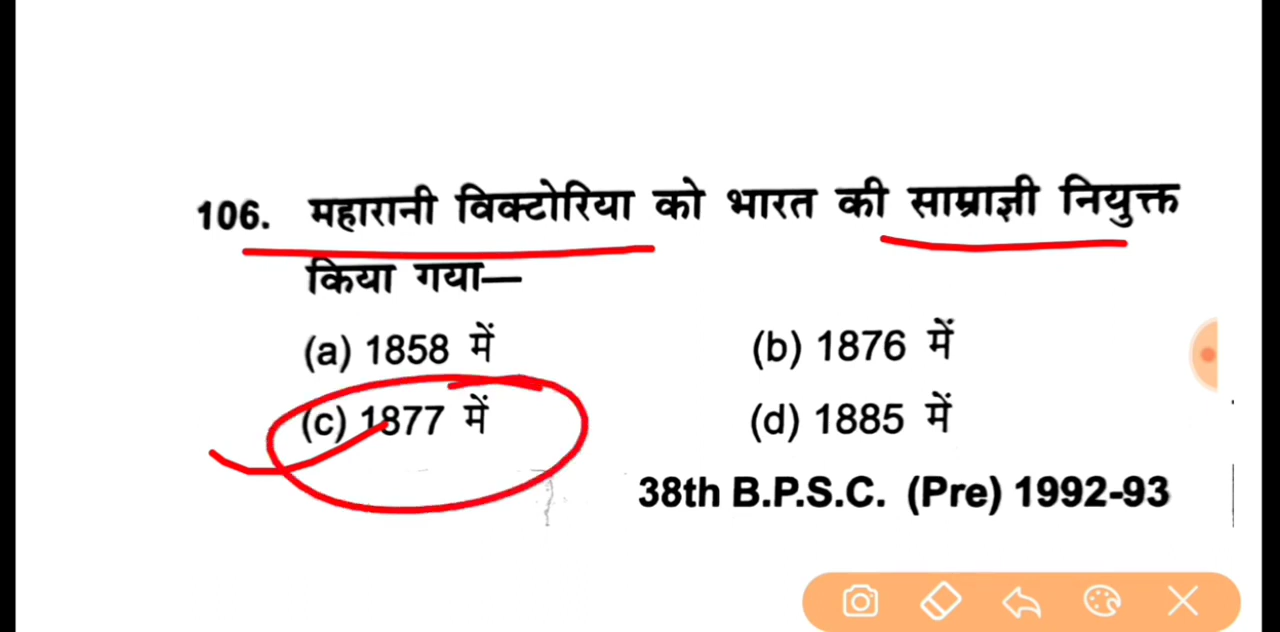 106. महारानी विक्टोरिया को भारत की साम्राज्ञी नियुक्त
किया गया—
(a) 1858 में (b) 1876 में
(c) 1877 में (d) 1885 में
38th B.P.S.C. (Pre) 1992-93